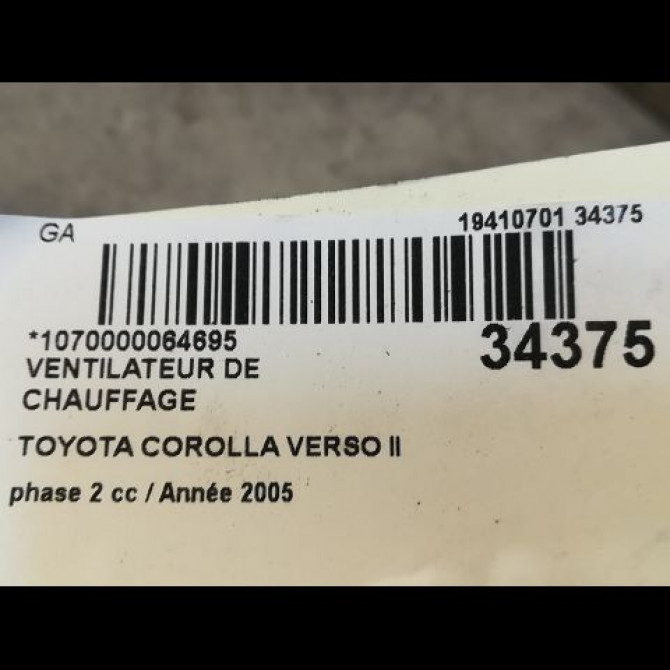 GA
19410701 34375
*1070000064695
34375
VENTILATEUR DE
CHAUFFAGE
TOYOTA COROLLA VERSO II
phase 2 cc / Année 2005